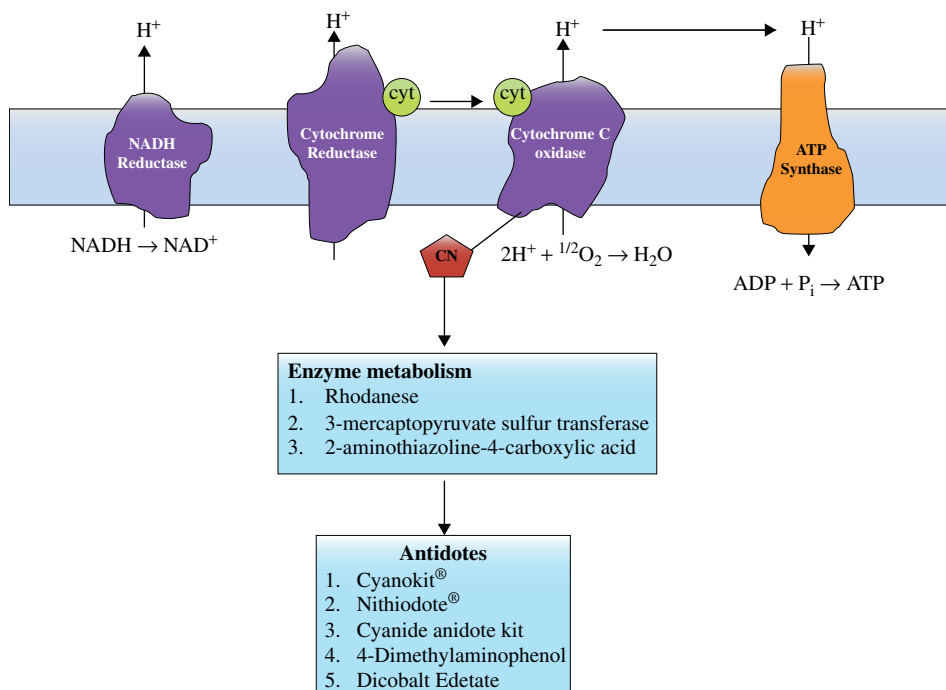 H+ H+ H+ H+
cyt cyt
NADH Reductase
Cytochrome Reductase
Cytochrome C oxidase
ATP Synthase
NADH → NAD+
CN
2H+ + 1/2O2 → H2O
ADP + Pi → ATP
Enzyme metabolism
1. Rhodanese
2. 3-mercaptopyruvate sulfur transferase
3. 2-aminothiazoline-4-carboxylic acid
Antidotes
1. Cyanokit®
2. Nithiodote®
3. Cyanide anidote kit
4. 4-Dimethylaminophenol
5. Dicobalt Edetate